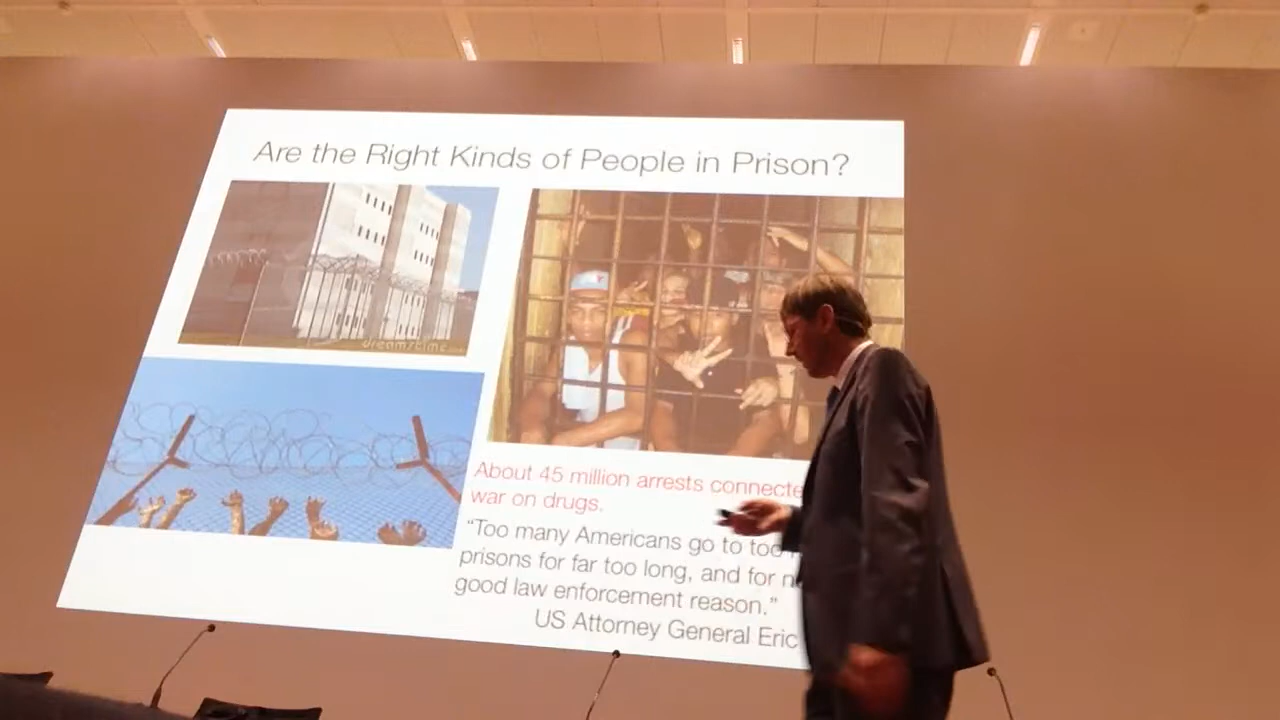 Are the Right Kinds of People in Prison?
dreamstime
About 45 million arrests connecte
war on drugs.
"Too many Americans go to too
prisons for far too long, and for n
good law enforcement reason."
US Attorney General Eric